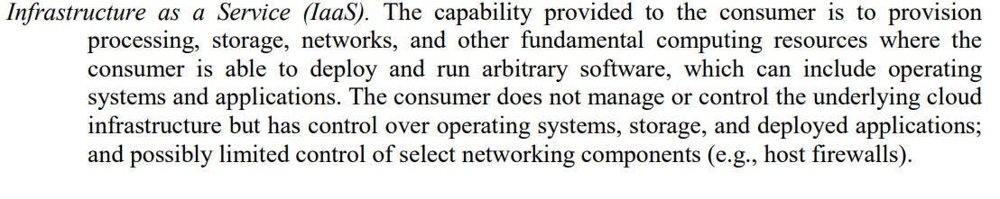 Infrastructure as a Service (IaaS). The capability provided to the consumer is to provision
processing, storage, networks, and other fundamental computing resources where the
consumer is able to deploy and run arbitrary software, which can include operating
systems and applications. The consumer does not manage or control the underlying cloud
infrastructure but has control over operating systems, storage, and deployed applications;
and possibly limited control of select networking components (e.g., host firewalls).